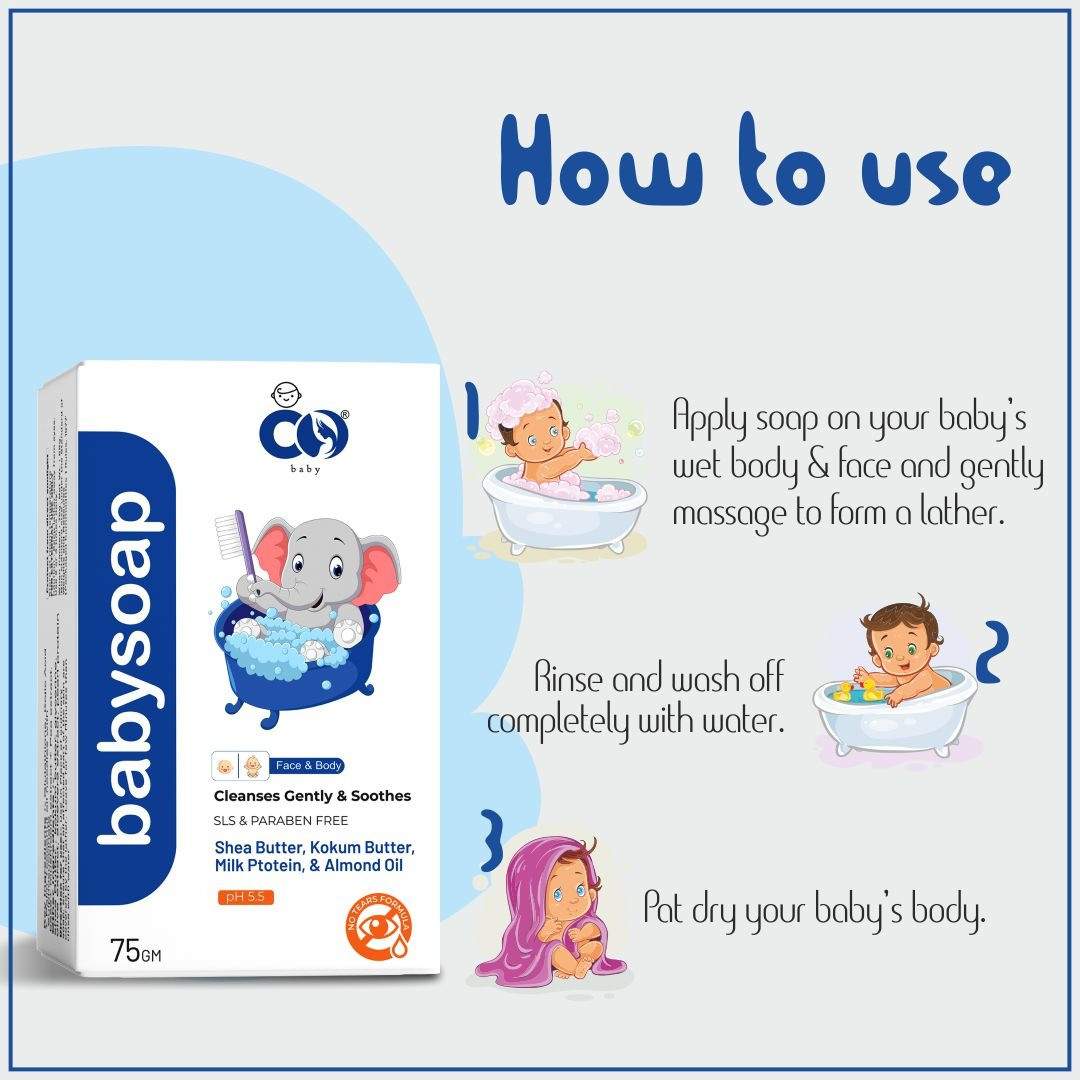 How to use
babysoap
CO®
baby
Face & Body
Cleanses Gently & Soothes
SLS & PARABEN FREE
Shea Butter, Kokum Butter,
Milk Ptotein, & Almond Oil
pH 5.5
NO TEARS FORMULA
75GM
1
Apply soap on your baby's
wet body & face and gently
massage to form a lather.
2
Rinse and wash off
completely with water.
3
Pat dry your baby's body.